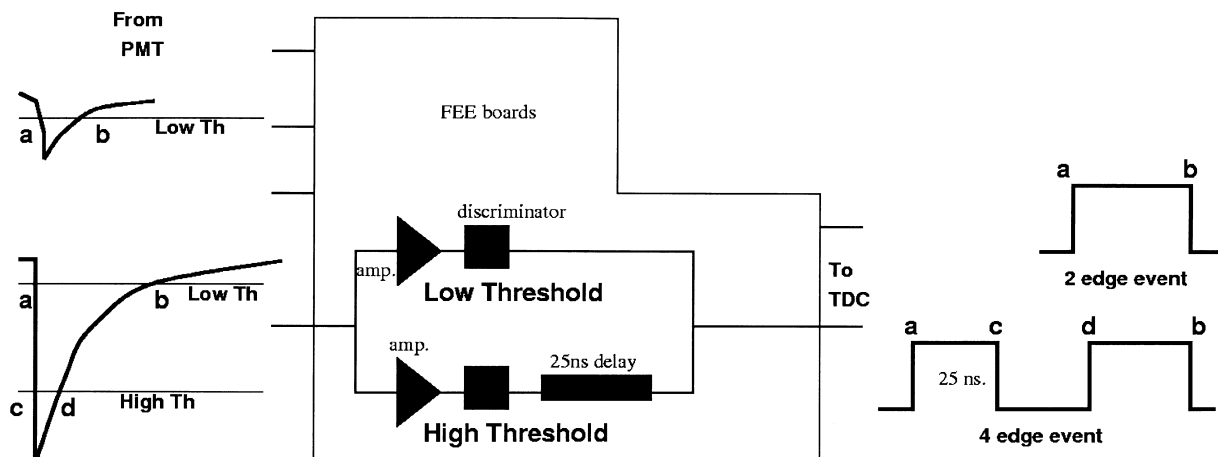 From
PMT
a
b
Low Th
a
b
Low Th
c
d
High Th
FEE boards
discriminator
amp.
Low Threshold
amp.
25ns delay
High Threshold
To
TDC
a
b
2 edge event
a
c
d
b
25 ns.
4 edge event